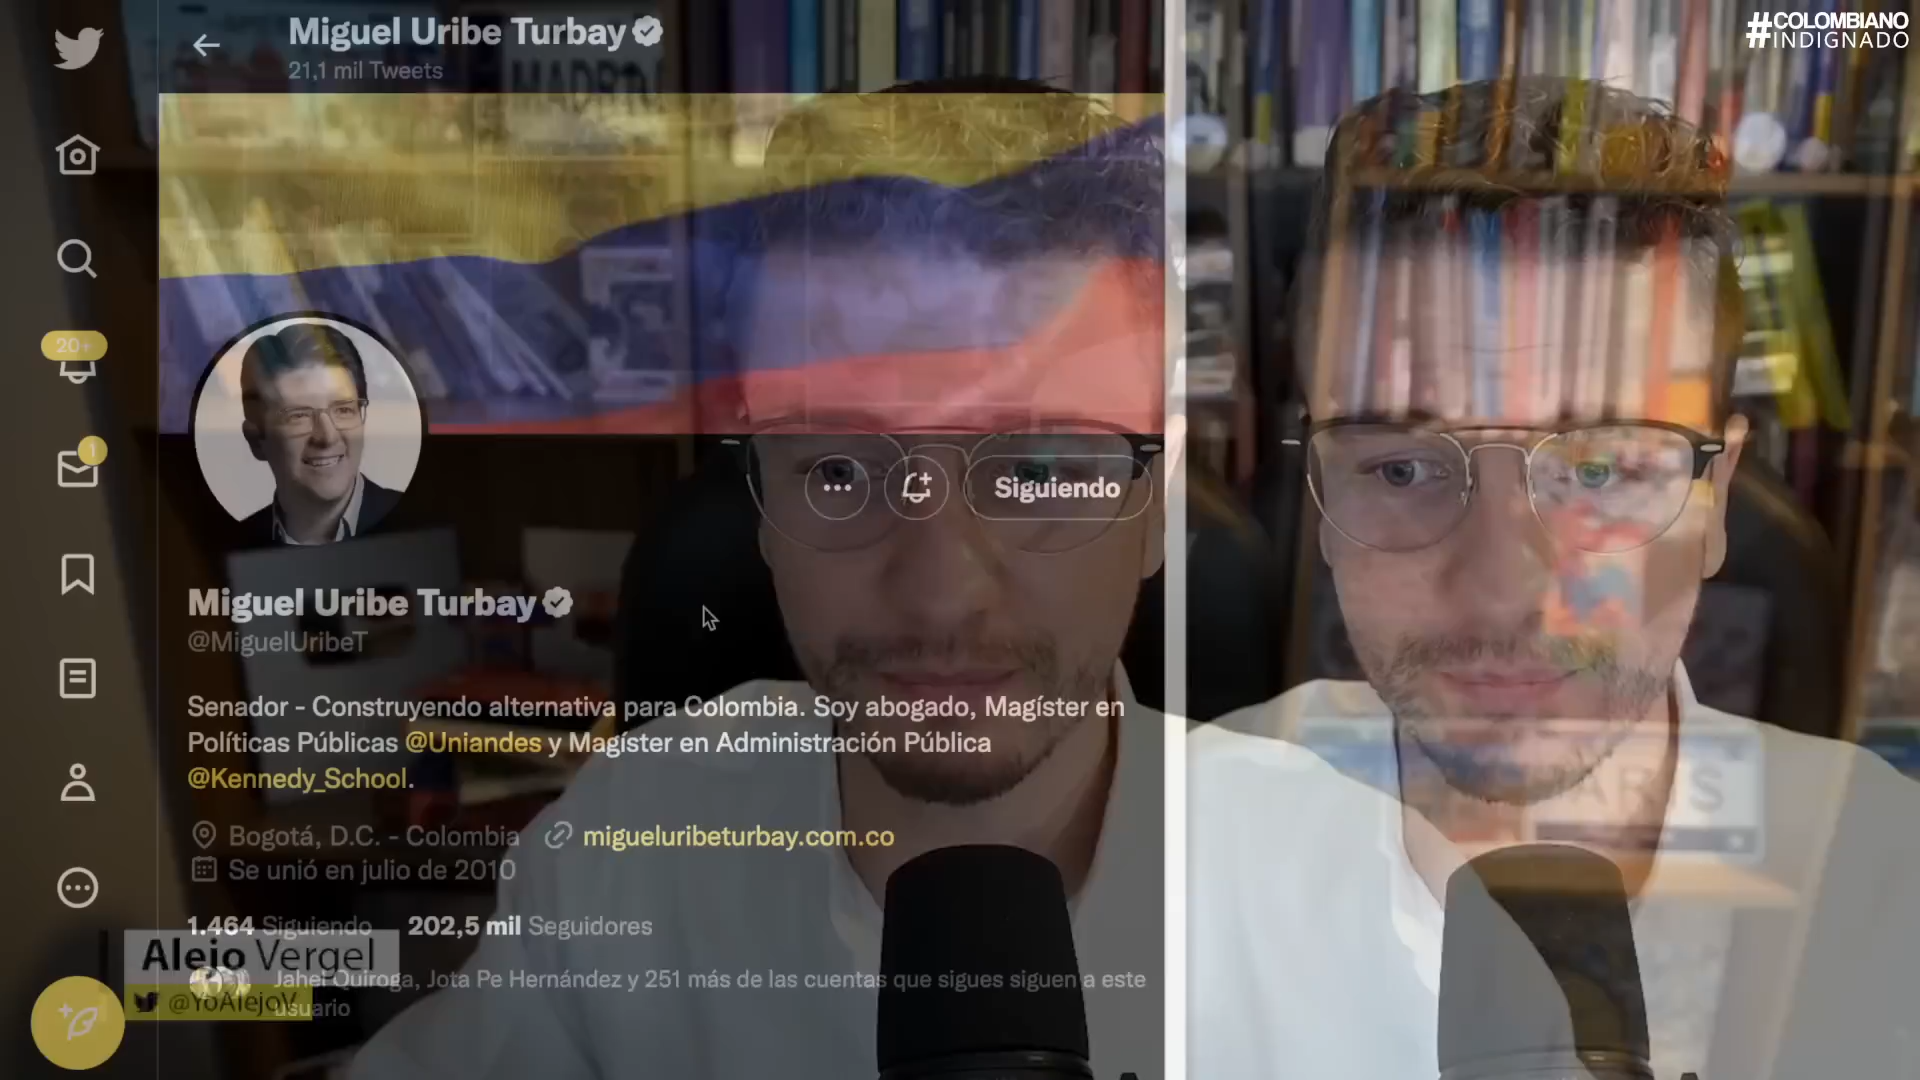 Miguel Uribe Turbay
21,1 mil Tweets
#COLOMBIANO
INDIGNADO
MADRID
20+
1
Siguiendo
Miguel Uribe Turbay
@MiguelUribeT
Senador - Construyendo alternativa para Colombia. Soy abogado, Magíster en
Políticas Públicas @Uniandes y Magíster en Administración Pública
@Kennedy_School.
Bogotá, D.C. - Colombia migueluribeturbay.com.co
Se unió en julio de 2010
1.464 Siguiendo 202,5 mil Seguidores
Alejo Vergel
Jahel Quiroga, Jota Pe Hernández y 251 más de las cuentas que sigues siguen a este
usuario
@YoAlejoV
PARIS